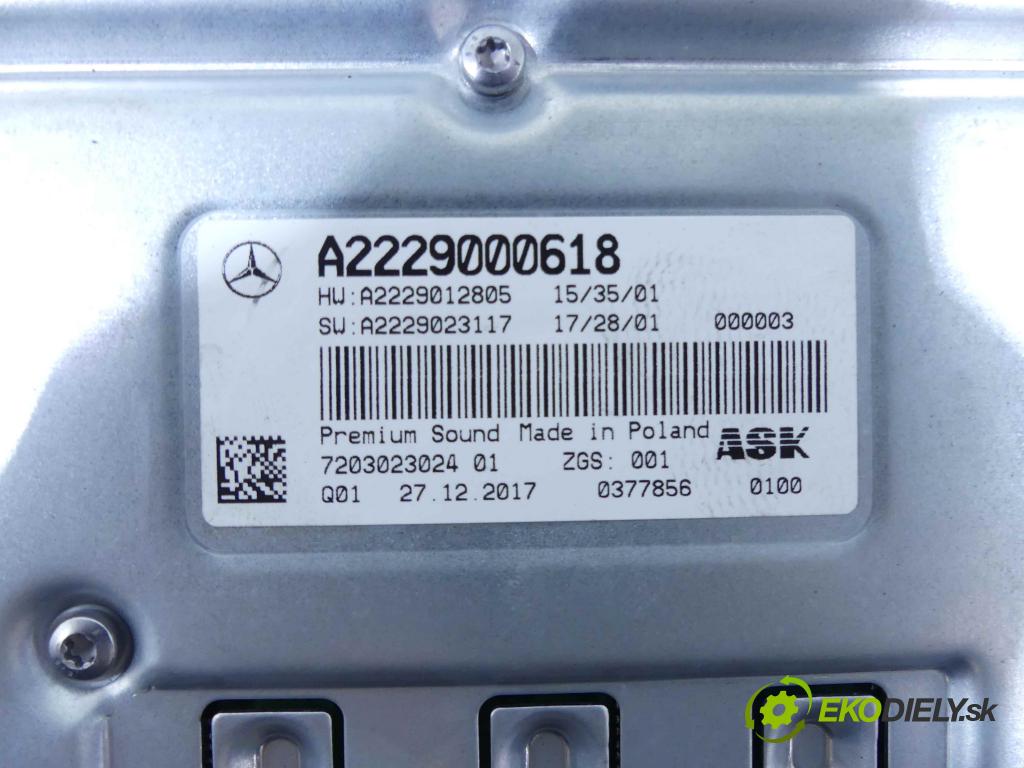 A2229000618
HW:A2229012805 15/35/01
SW:A2229023117 17/28/01 000003
Premium Sound Made in Poland ASK
7203023024 01 ZGS: 001
Q01 27.12.2017 0377856 0100
EKODIELY.sk